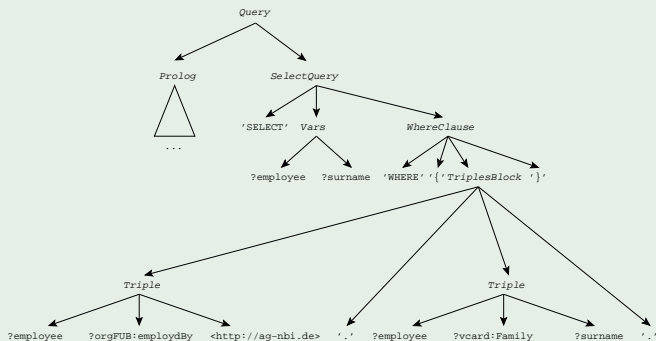 Query
Prolog SelectQuery
'SELECT' Vars WhereClause
...
?employee ?surname 'WHERE' '{' TriplesBlock '}'
Triple Triple
?employee ?orgFUB:employdBy <http://ag-nbi.de> '.' ?employee ?vcard:Family ?surname '.'